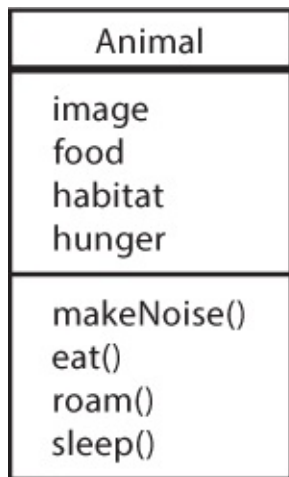 Animal
image
food
habitat
hunger
makeNoise()
eat()
roam()
sleep()